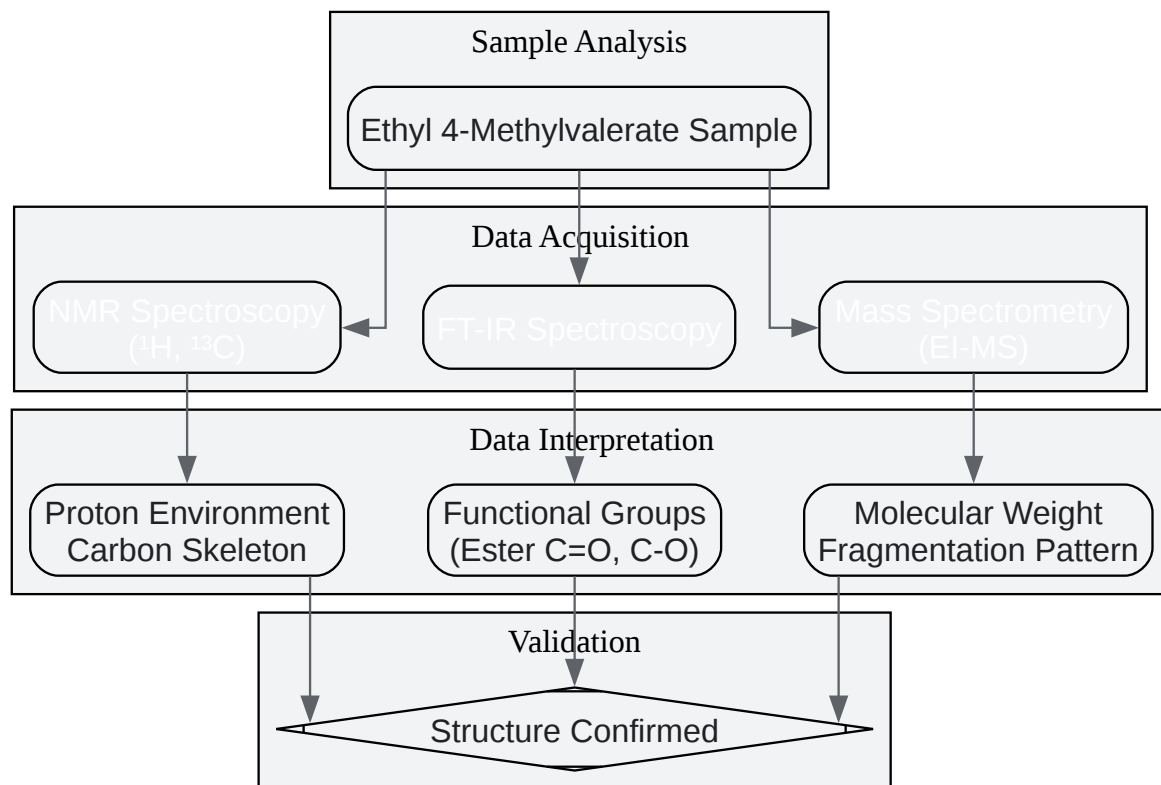 Sample Analysis
Ethyl 4-Methylvalerate Sample
Data Acquisition
NMR Spectroscopy
(¹H, ¹³C)
FT-IR Spectroscopy
Mass Spectrometry
(EI-MS)
Data Interpretation
Proton Environment
Carbon Skeleton
Functional Groups
(Ester C=O, C-O)
Molecular Weight
Fragmentation Pattern
Validation
Structure Confirmed